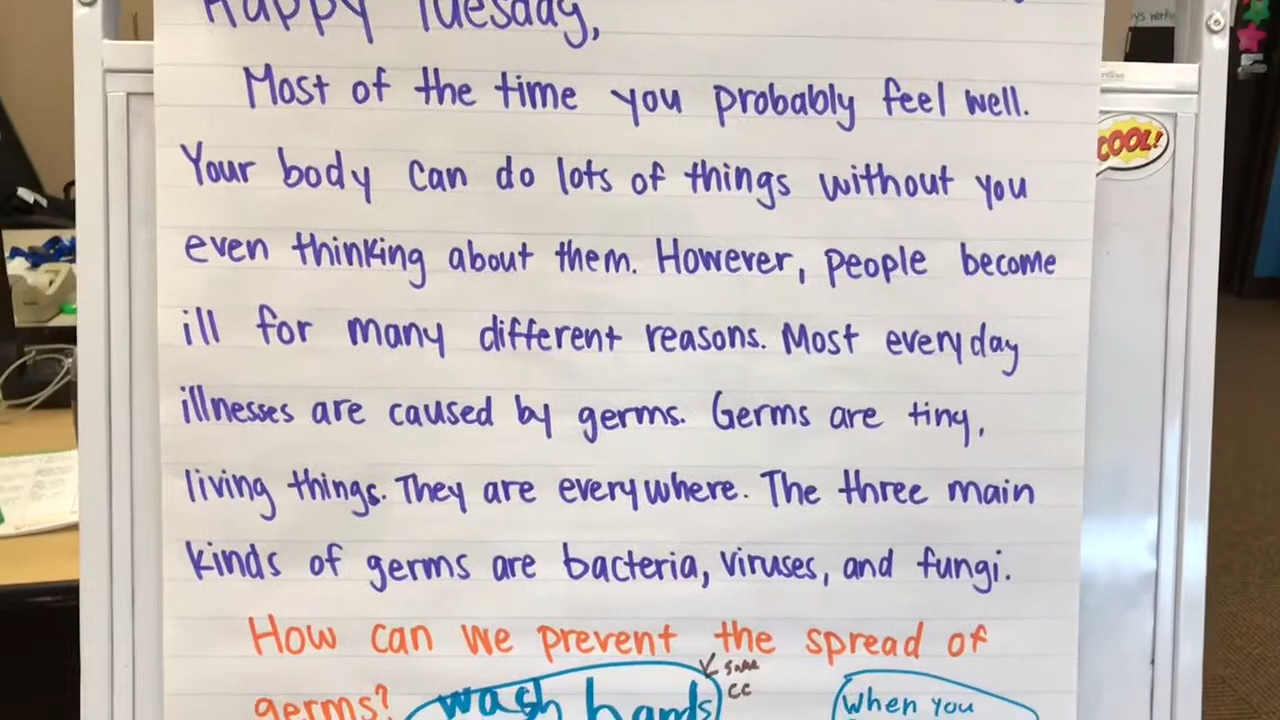 Happy Tuesday,
Most of the time you probably feel well.
Your body can do lots of things without you
even thinking about them. However, people become
ill for many different reasons. Most everyday
illnesses are caused by germs. Germs are tiny,
living things. They are everywhere. The three main
kinds of germs are bacteria, viruses, and fungi.
How can we prevent the spread of
germs?
wash hands
same
CC
When you
COOL!